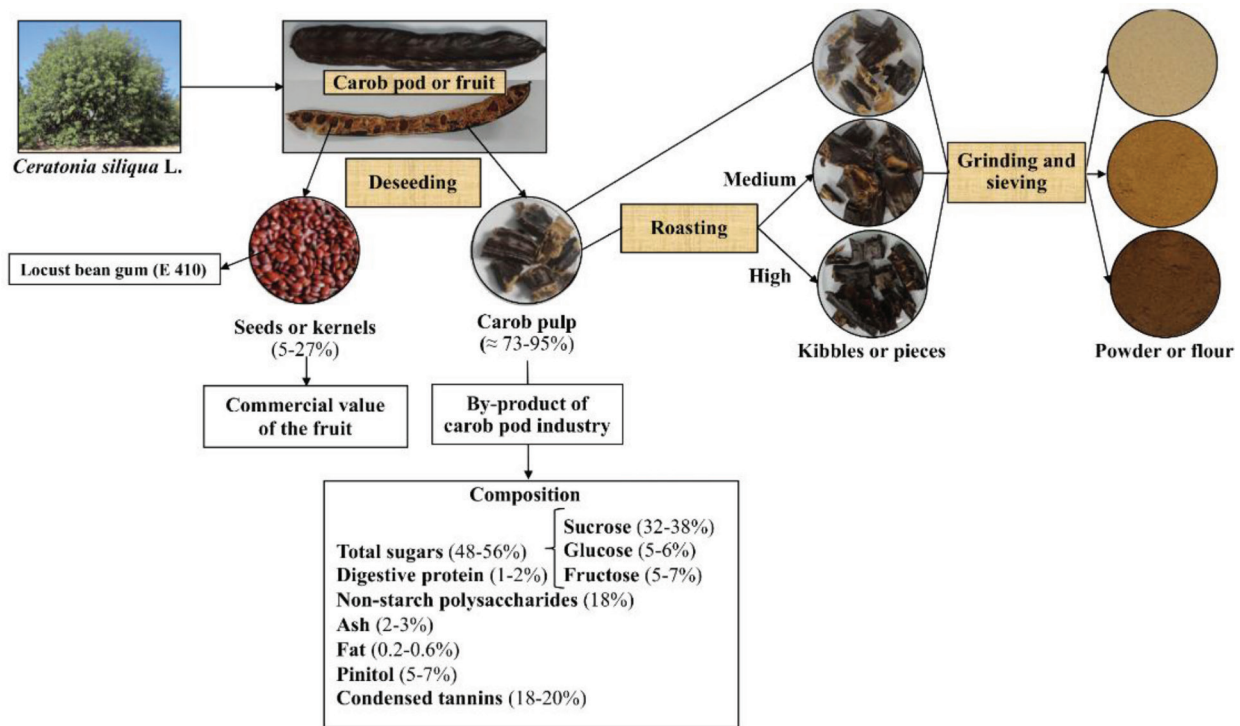 Ceratonia siliqua L.
Carob pod or fruit
Deseeding
Locust bean gum (E 410)
Seeds or kernels
(5-27%)
Commercial value
of the fruit
Carob pulp
(≈ 73-95%)
By-product of
carob pod industry
Roasting
Medium
High
Kibbles or pieces
Grinding and
sieving
Powder or flour
Composition
Total sugars (48-56%)
Sucrose (32-38%)
Glucose (5-6%)
Fructose (5-7%)
Digestive protein (1-2%)
Non-starch polysaccharides (18%)
Ash (2-3%)
Fat (0.2-0.6%)
Pinitol (5-7%)
Condensed tannins (18-20%)